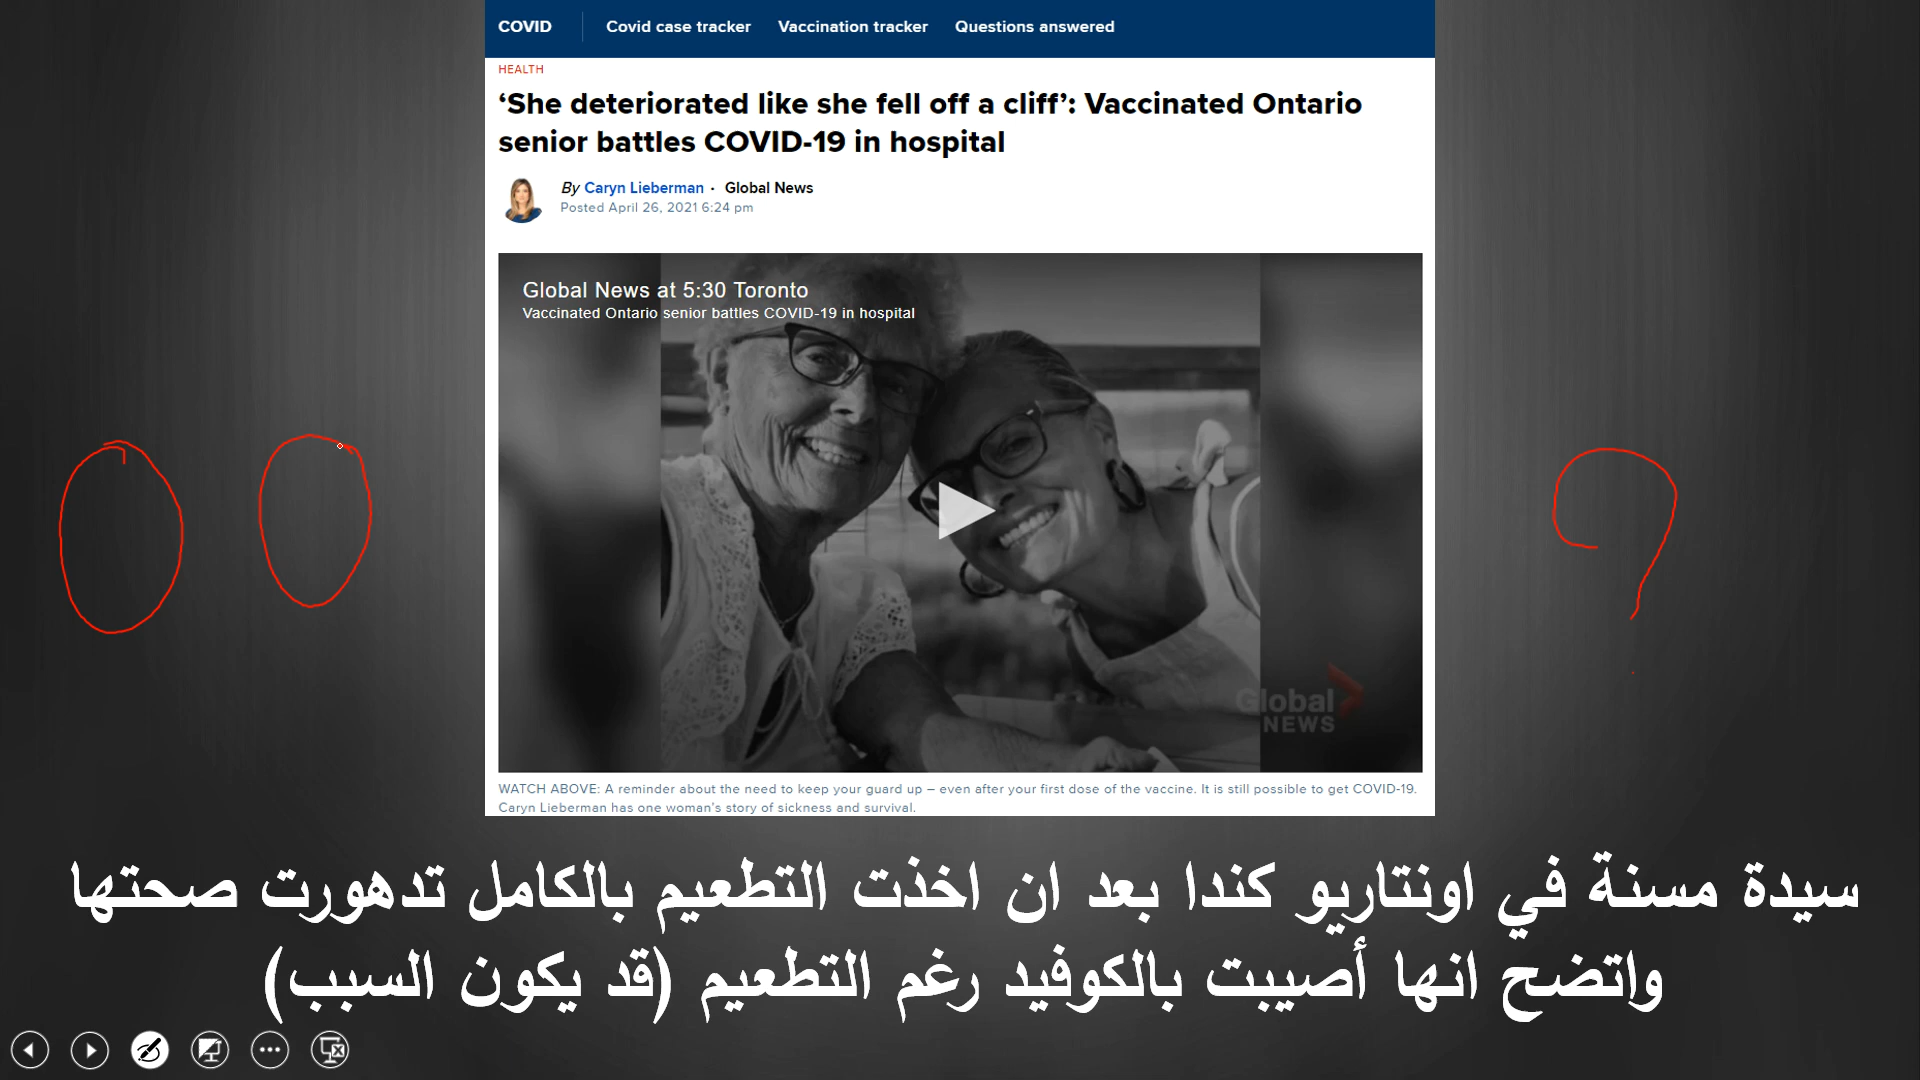 COVID Covid case tracker Vaccination tracker Questions answered
HEALTH
‘She deteriorated like she fell off a cliff’: Vaccinated Ontario
senior battles COVID-19 in hospital
By Caryn Lieberman · Global News
Posted April 26, 2021 6:24 pm
Global News at 5:30 Toronto
Vaccinated Ontario senior battles COVID-19 in hospital
Global
NEWS
WATCH ABOVE: A reminder about the need to keep your guard up – even after your first dose of the vaccine. It is still possible to get COVID-19.
Caryn Lieberman has one woman's story of sickness and survival.
سيدة مسنة في اونتاريو كندا بعد ان اخذت التطعيم بالكامل تدهورت صحتها
واتضح انها أصيبت بالكوفيد رغم التطعيم (قد يكون السبب)